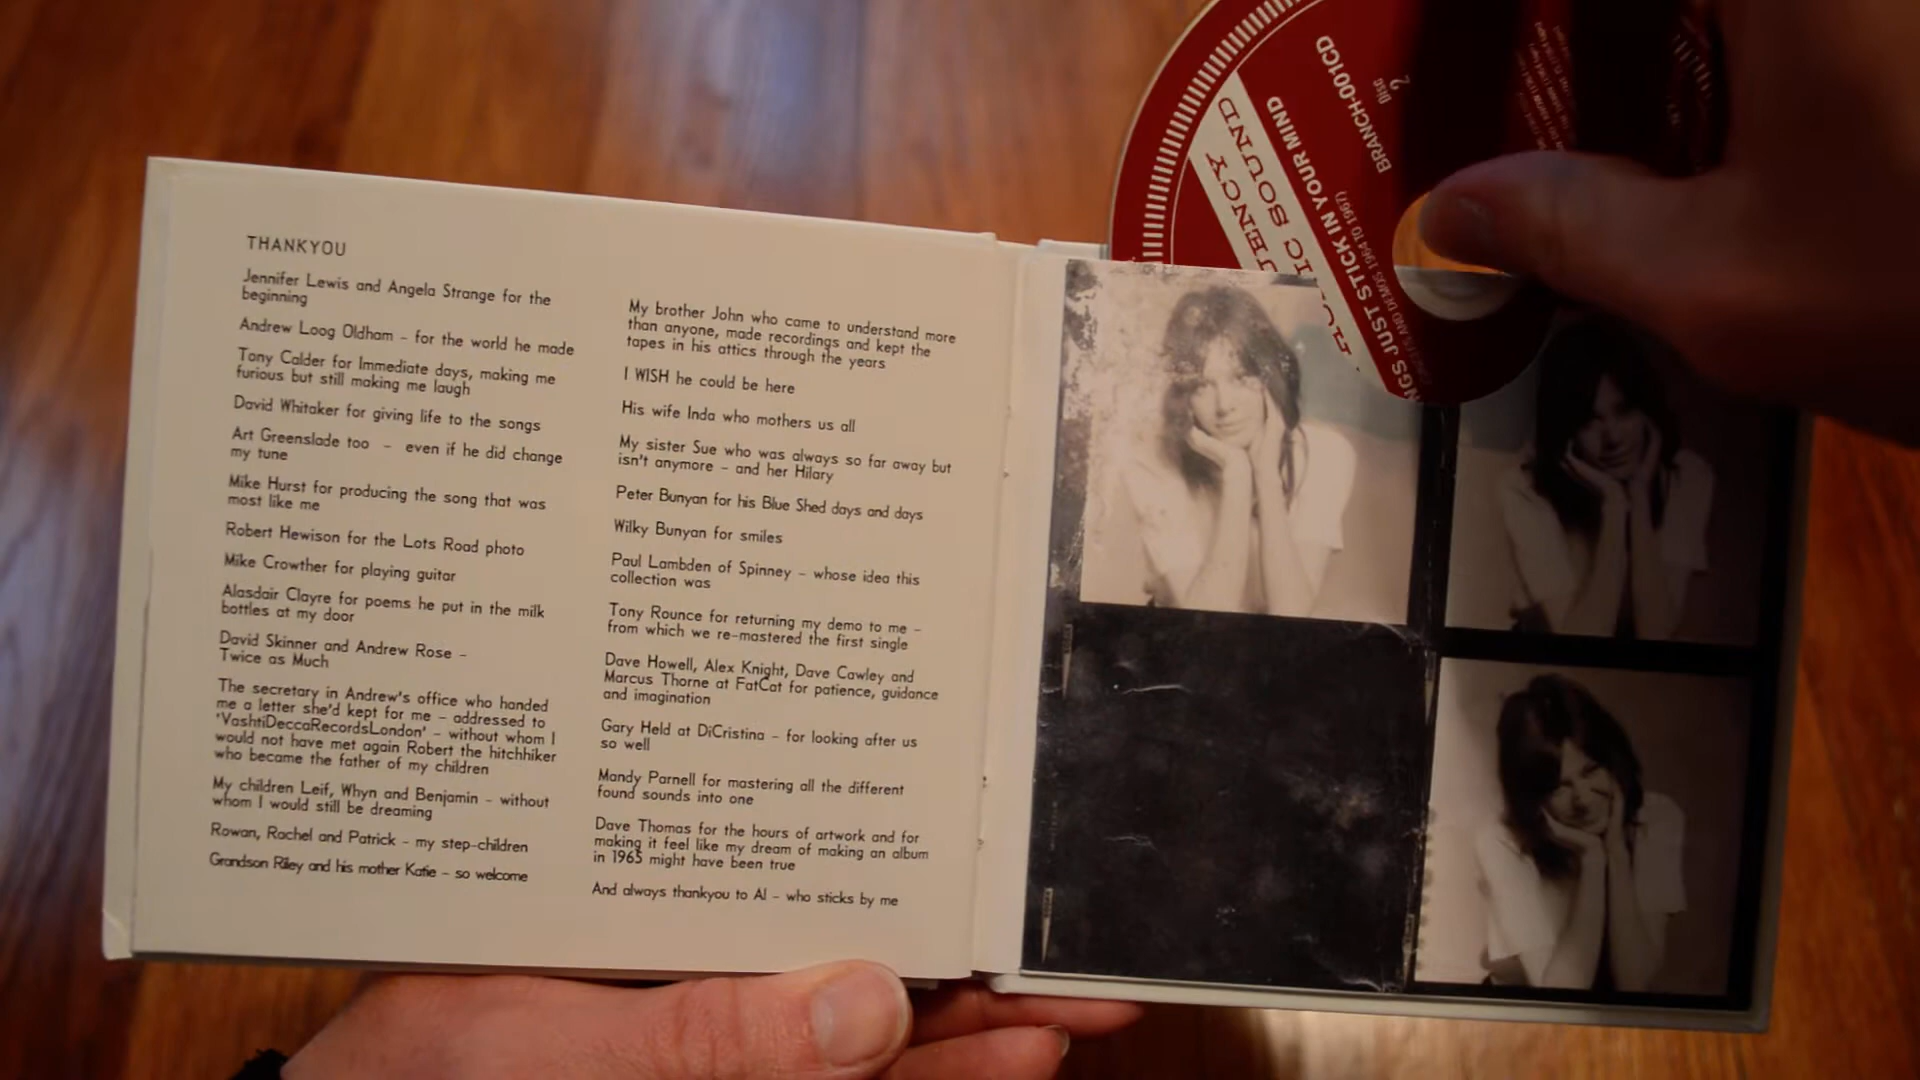 THANKYOU
Jennifer Lewis and Angela Strange for the
beginning
Andrew Loog Oldham – for the world he made
Tony Calder for Immediate days, making me
furious but still making me laugh
David Whitaker for giving life to the songs
Art Greenslade too – even if he did change
my tune
Mike Hurst for producing the song that was
most like me
Robert Hewison for the Lots Road photo
Mike Crowther for playing guitar
Alasdair Clayre for poems he put in the milk
bottles at my door
David Skinner and Andrew Rose –
Twice as Much
The secretary in Andrew's office who handed
me a letter she'd kept for me – addressed to
'VashtiDeccaRecordsLondon' – without whom I
would not have met again Robert the hitchhiker
who became the father of my children
My children Leif, Whyn and Benjamin – without
whom I would still be dreaming
Rowan, Rachel and Patrick – my step-children
Grandson Riley and his mother Katie – so welcome
My brother John who came to understand more
than anyone, made recordings and kept the
tapes in his attics through the years
I WISH he could be here
His wife Inda who mothers us all
My sister Sue who was always so far away but
isn't anymore – and her Hilary
Peter Bunyan for his Blue Shed days and days
Wilky Bunyan for smiles
Paul Lambden of Spinney – whose idea this
collection was
Tony Rounce for returning my demo to me –
from which we re-mastered the first single
Dave Howell, Alex Knight, Dave Cawley and
Marcus Thorne at FatCat for patience, guidance
and imagination
Gary Held at DiCristina – for looking after us
so well
Mandy Parnell for mastering all the different
found sounds into one
Dave Thomas for the hours of artwork and for
making it feel like my dream of making an album
in 1965 might have been true
And always thankyou to Al – who sticks by me
BRANCH-001CD
Disc
2
JUST STICK IN YOUR MIND
AND DEMOS 1964 TO 1967)
SOUND